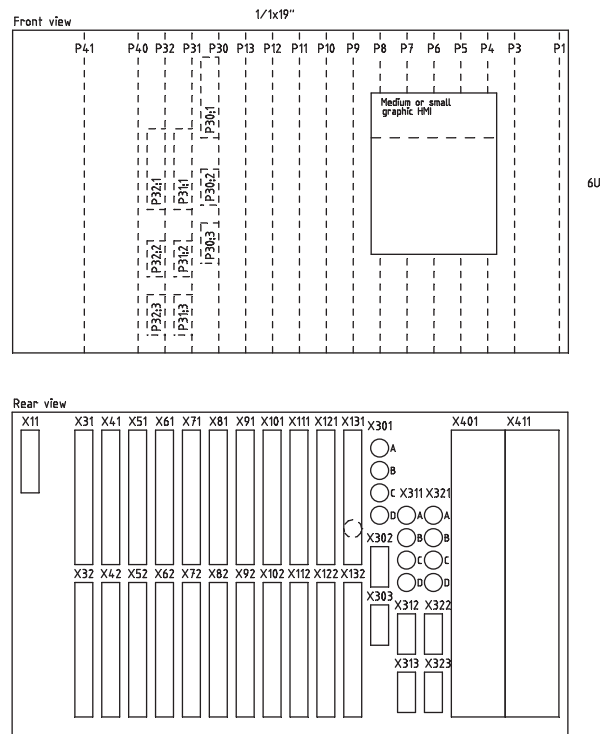 1/1x19"
Front view
P41 P40 P32 P31 P30 P13 P12 P11 P10 P9 P8 P7 P6 P5 P4 P3 P1
Medium or small
graphic HMI
P30:1
P32:1 P31:1 P30:2
6U
P32:2 P31:2 P30:3
P32:3 P31:3
Rear view
X11 X31 X41 X51 X61 X71 X81 X91 X101 X111 X121 X131 X301 X401 X411
A
B
C X311 X321
D A A
X302 B B
C C
X32 X42 X52 X62 X72 X82 X92 X102 X112 X122 X132 D D
X303 X312 X322
X313 X323